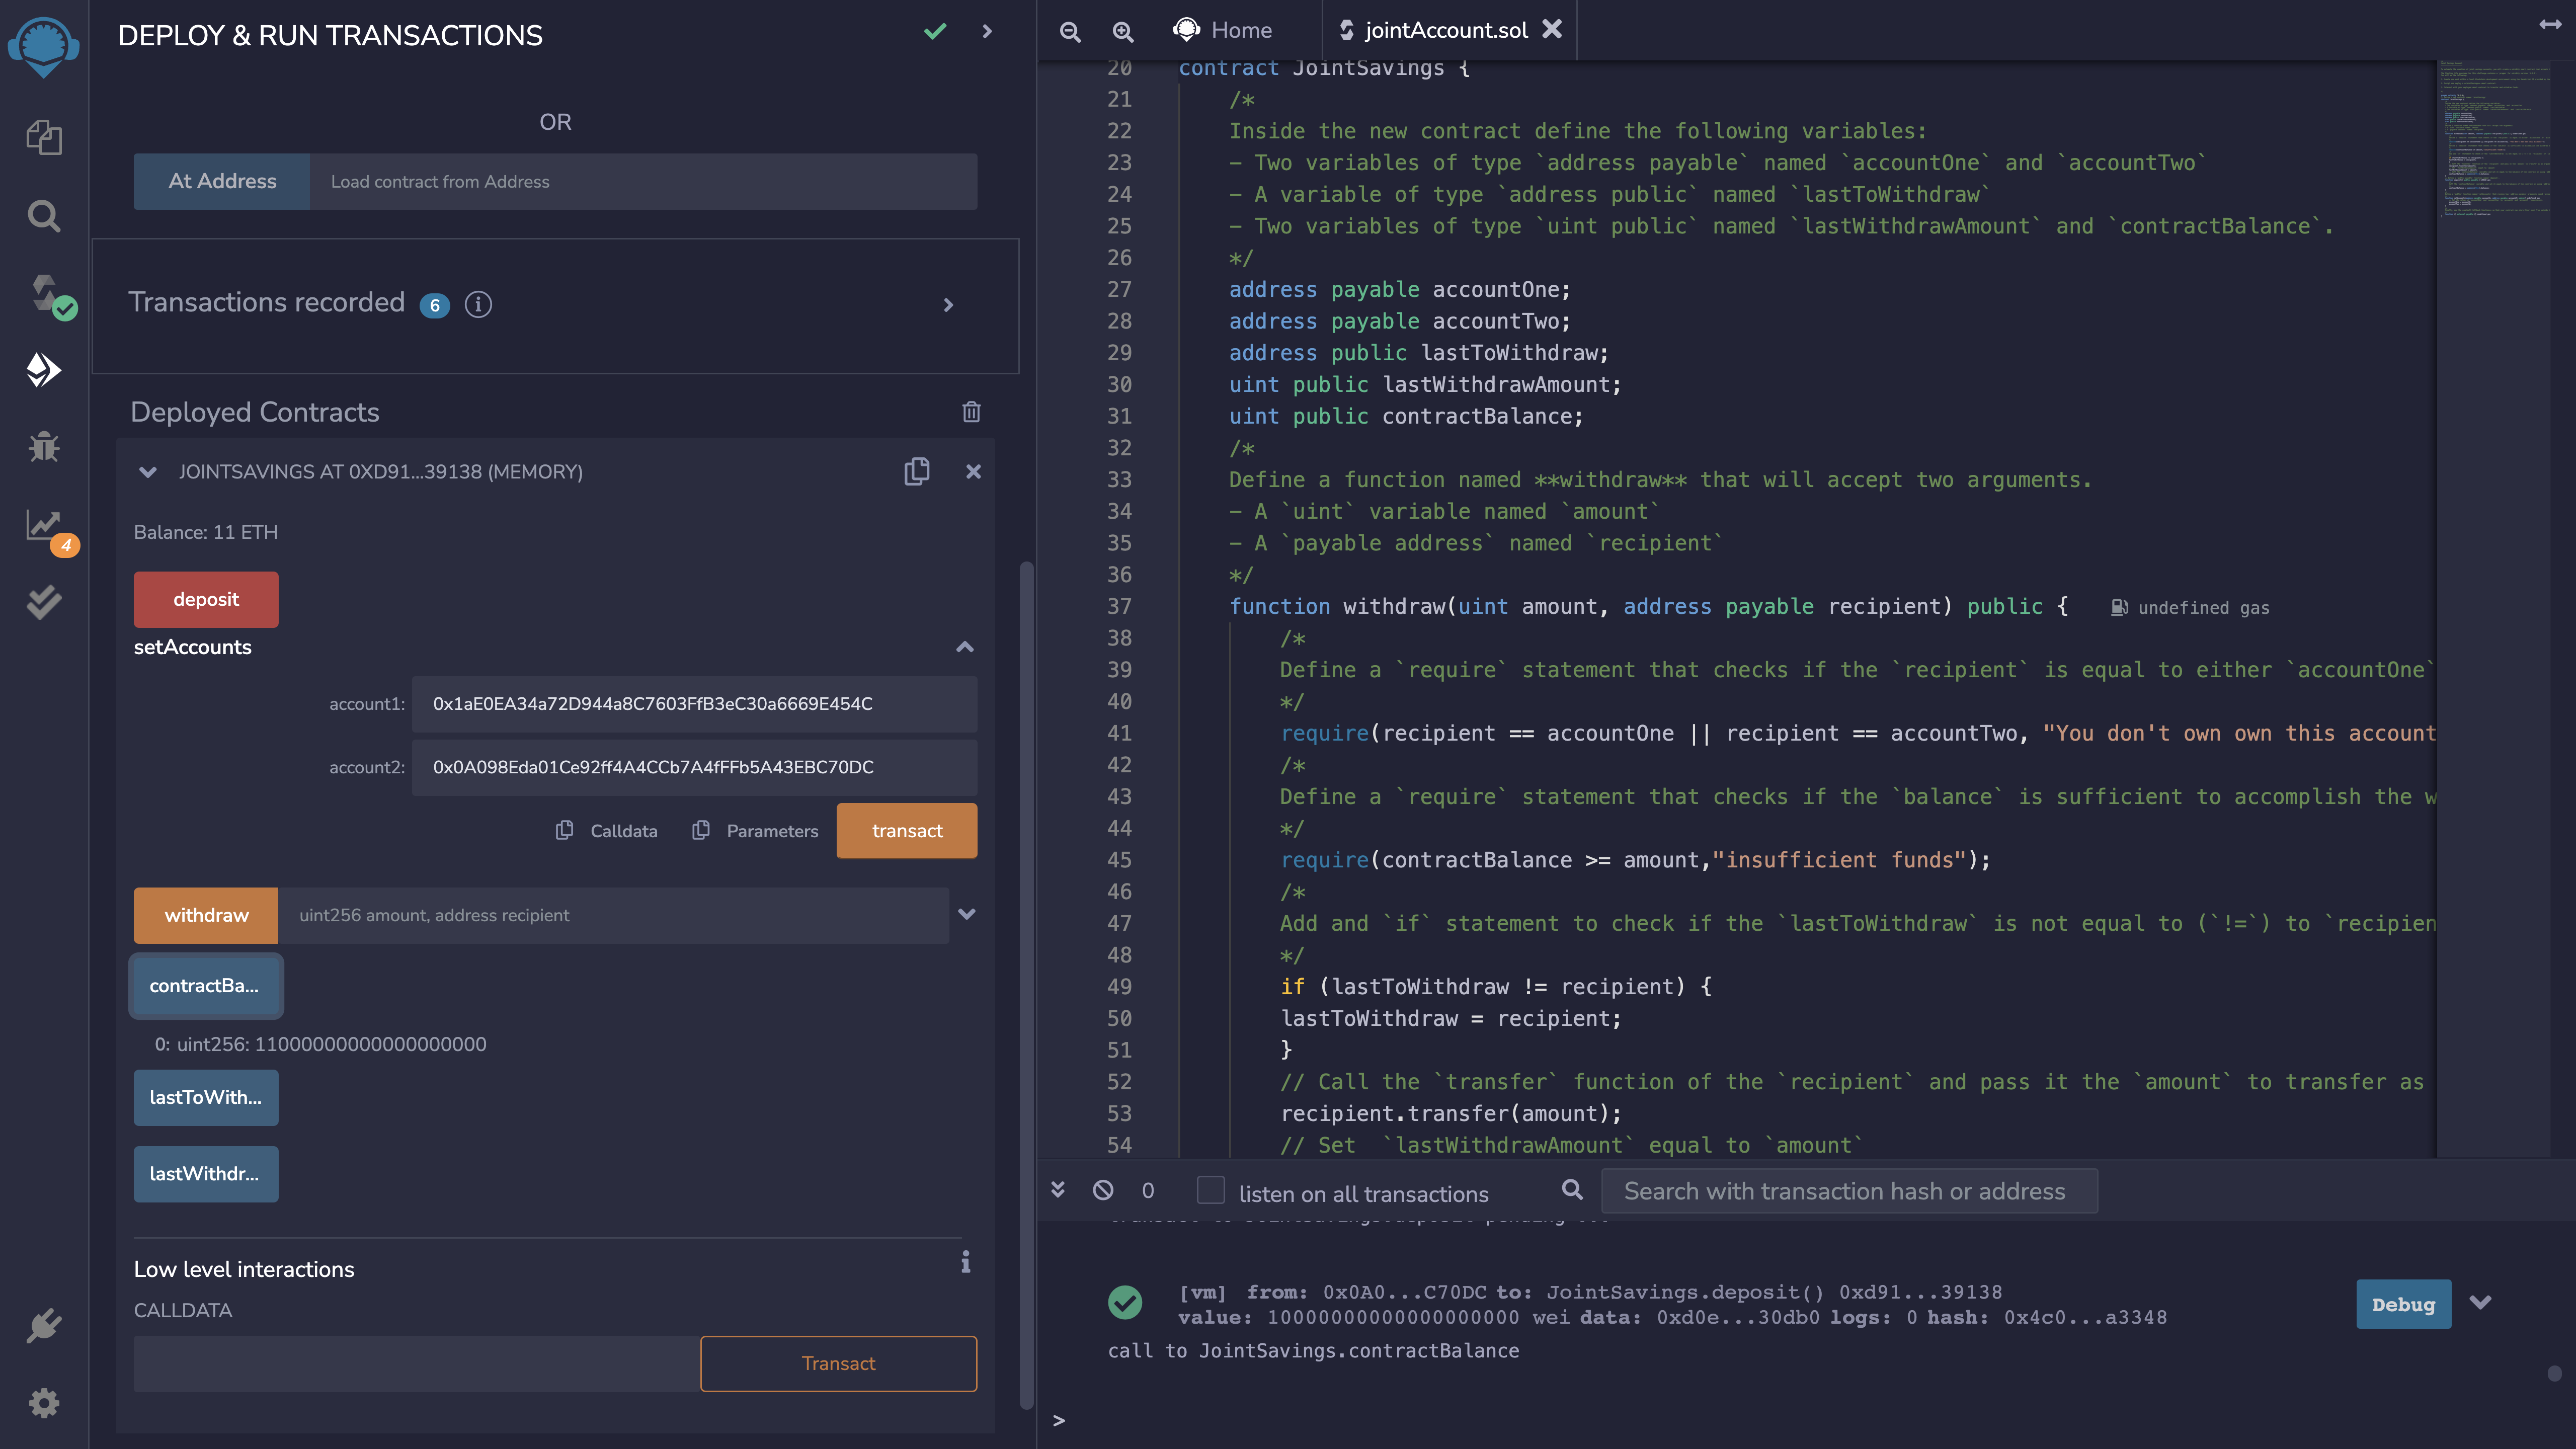 DEPLOY & RUN TRANSACTIONS
OR
At Address
Load contract from Address
Transactions recorded 6
Deployed Contracts
JOINTSAVINGS AT 0XD91...39138 (MEMORY)
4
Balance: 11 ETH
deposit
setAccounts
account1: 0x1aE0EA34a72D944a8C7603FfB3eC30a6669E454C
account2: 0x0A098Eda01Ce92ff4A4CCb7A4fFFb5A43EBC70DC
Calldata Parameters transact
withdraw uint256 amount, address recipient
contractBa...
0: uint256: 11000000000000000000
lastToWith...
lastWithdr...
Low level interactions
CALLDATA
Transact
Home jointAccount.sol
20 contract JointSavings {
21 /*
22 Inside the new contract define the following variables:
23 - Two variables of type `address payable` named `accountOne` and `accountTwo`
24 - A variable of type `address public` named `lastToWithdraw`
25 - Two variables of type `uint public` named `lastWithdrawAmount` and `contractBalance`.
26 */
27 address payable accountOne;
28 address payable accountTwo;
29 address public lastToWithdraw;
30 uint public lastWithdrawAmount;
31 uint public contractBalance;
32 /*
33 Define a function named **withdraw** that will accept two arguments.
34 - A `uint` variable named `amount`
35 - A `payable address` named `recipient`
36 */
37 function withdraw(uint amount, address payable recipient) public { undefined gas
38 /*
39 Define a `require` statement that checks if the `recipient` is equal to either `accountOne`
40 */
41 require(recipient == accountOne || recipient == accountTwo, "You don't own own this account
42 /*
43 Define a `require` statement that checks if the `balance` is sufficient to accomplish the w
44 */
45 require(contractBalance >= amount,"insufficient funds");
46 /*
47 Add and `if` statement to check if the `lastToWithdraw` is not equal to (`!=`) to `recipien
48 */
49 if (lastToWithdraw != recipient) {
50 lastToWithdraw = recipient;
51 }
52 // Call the `transfer` function of the `recipient` and pass it the `amount` to transfer as
53 recipient.transfer(amount);
54 // Set  `lastWithdrawAmount` equal to `amount`
0 listen on all transactions Search with transaction hash or address
[vm] from: 0x0A0...C70DC to: JointSavings.deposit() 0xd91...39138
value: 10000000000000000000 wei data: 0xd0e...30db0 logs: 0 hash: 0x4c0...a3348
Debug
call to JointSavings.contractBalance
>